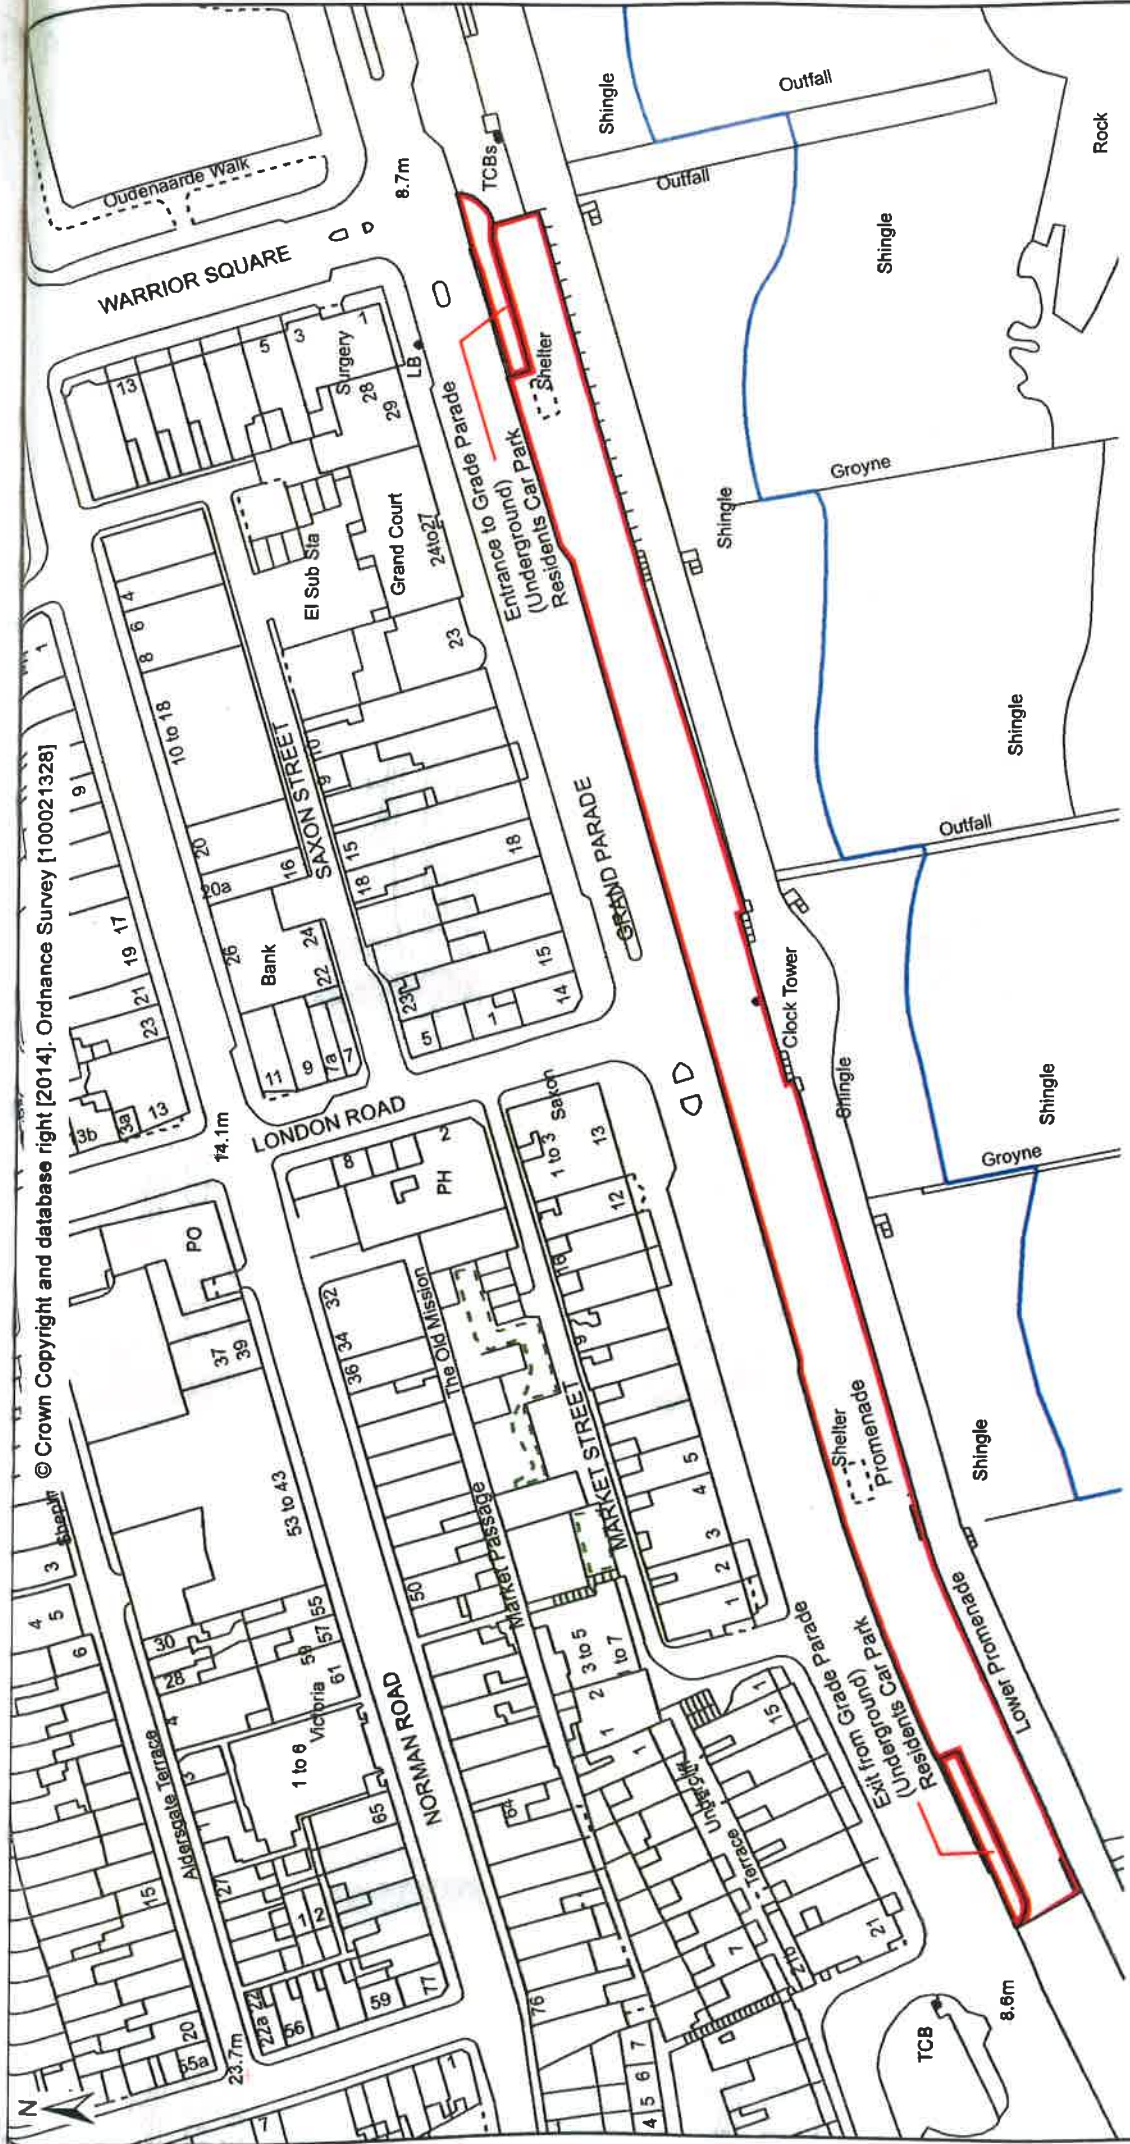 © Crown Copyright and database right [2014]. Ordnance Survey [100021328]
N
Oudenaarde Walk
WARRIOR SQUARE
8.7m
TCBs
Shingle
Outfall
Outfall
Rock
Shingle
13
5
3
1
Surgery
28
29
LB
Shelter
Entrance to Grade Parade
(Underground) Park
Residents Car Park
Groyne
Shingle
4
6
8
10 to 18
El Sub Sta
Grand Court
24to27
23
1
9
20
20a
16
SAXON STREET
9
10
15
18
18
GRAND PARADE
Shingle
Outfall
17
19
21
23
26
Bank
24
22
23
5
1
15
14
11
9
7a
7
Clock Tower
Shingle
Shingle
Groyne
13b
13a
13
14.1m
LONDON ROAD
8
2
PH
1 to 3
Saxon
13
12
16
PO
37
39
32
34
36
The Old Mission
19
MARKET STREET
53 to 43
Market Passage
50
5
4
3
2
1
Shelter
Promenade
Shingle
3
4
5
6
30
28
4
3
55
57
59
61
Victoria
1 to 6
65
NORMAN ROAD
64
3 to 5
1 to 7
2
1
1
Undercliff
Terrace
15
1
Exit from Grade Parade
(Underground)
Residents Car Park
Lower Promenade
Aldersgate Terrace
15
27
1
2
20
55a
23.7m
22a
22
56
59
77
76
7
21b
21
TCB
8.6m
7
1
4 5 6 7